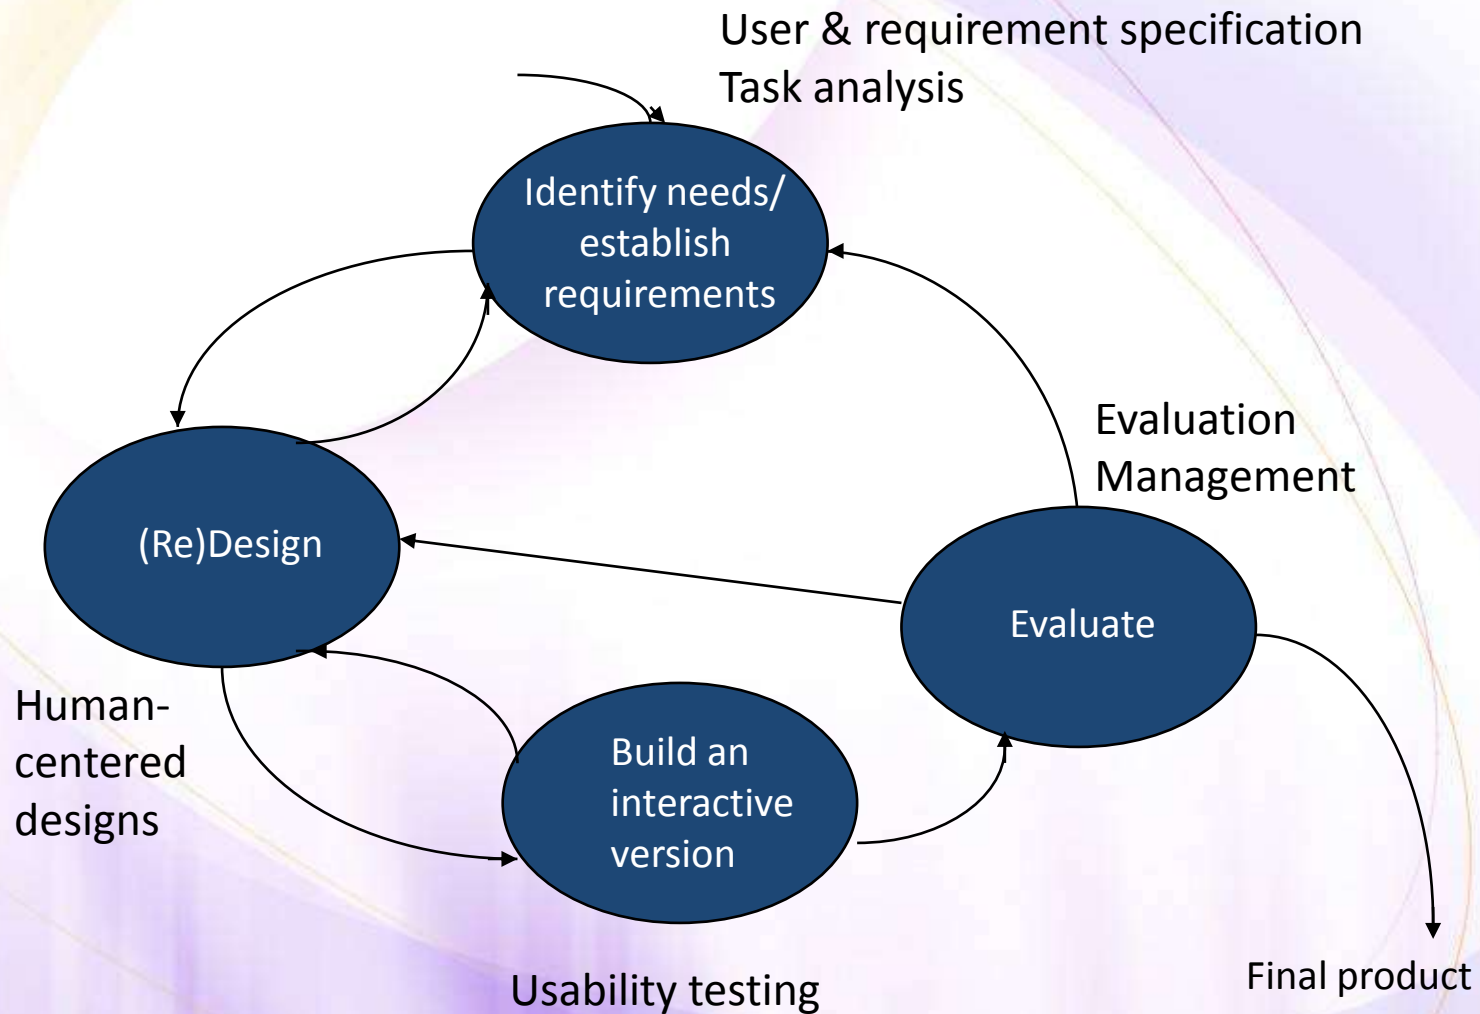 User & requirement specification
Task analysis
Identify needs/
establish
requirements
Evaluation
Management
(Re)Design
Evaluate
Human-
centered
designs
Build an
interactive
version
Usability testing
Final product